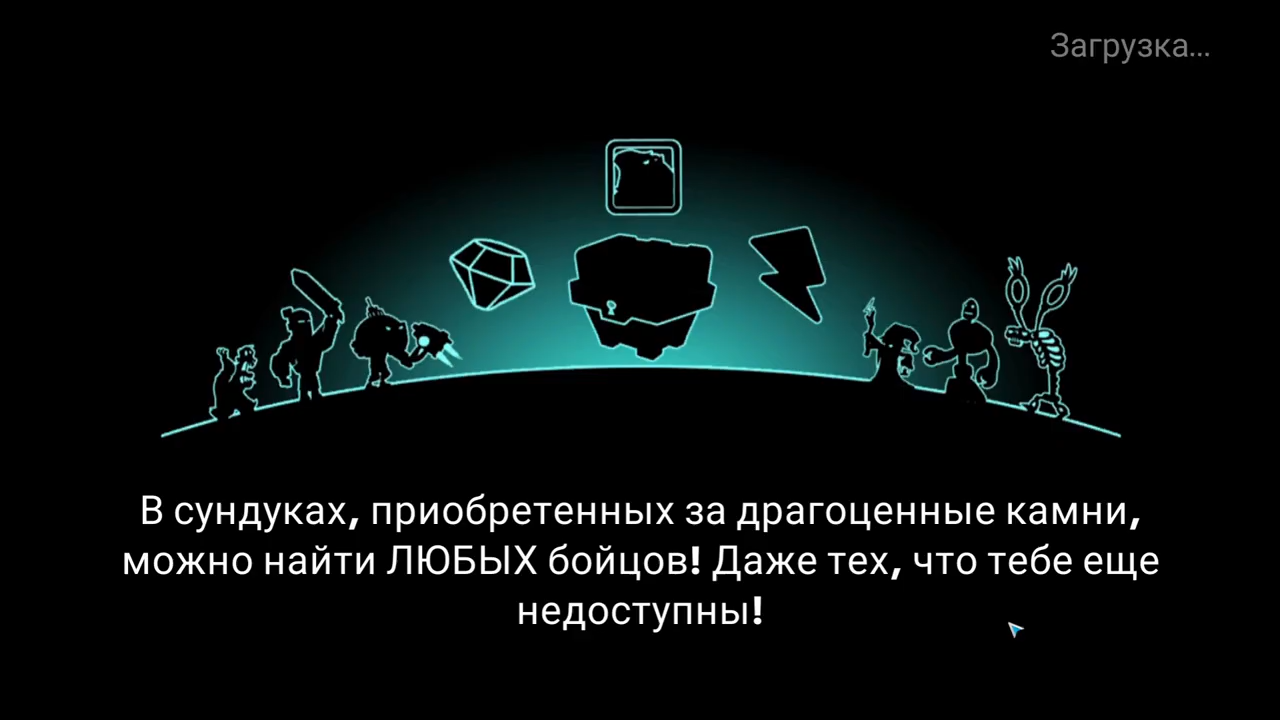 Загрузка...
В сундуках, приобретенных за драгоценные камни,
можно найти ЛЮБЫХ бойцов! Даже тех, что тебе еще
недоступны!